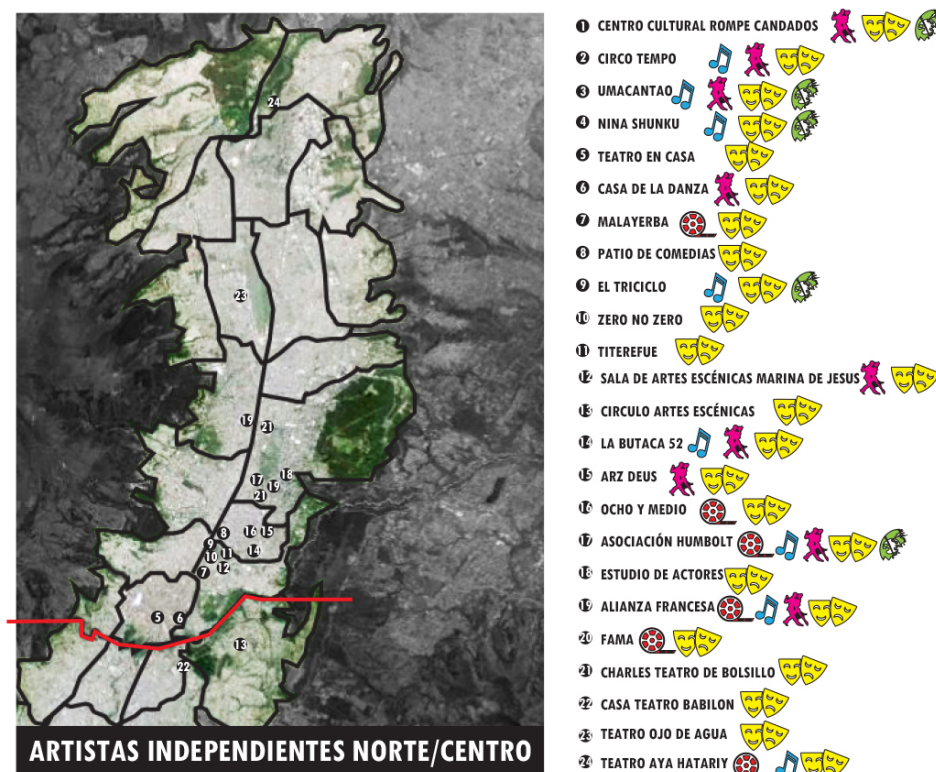 24
23
19
21
17
18
19
21
8
16
15
9
10
11
14
7
12
5
6
13
22
ARTISTAS INDEPENDIENTES NORTE/CENTRO
1 CENTRO CULTURAL ROMPE CANDADOS
2 CIRCO TEMPO
3 UMACANTAO
4 NINA SHUNKU
5 TEATRO EN CASA
6 CASA DE LA DANZA
7 MALAYERBA
8 PATIO DE COMEDIAS
9 EL TRICICLO
10 ZERO NO ZERO
11 TITEREFUE
12 SALA DE ARTES ESCÉNICAS MARINA DE JESUS
13 CIRCULO ARTES ESCÉNICAS
14 LA BUTACA 52
15 ARZ DEUS
16 OCHO Y MEDIO
17 ASOCIACIÓN HUMBOLT
18 ESTUDIO DE ACTORES
19 ALIANZA FRANCESA
20 FAMA
21 CHARLES TEATRO DE BOLSILLO
22 CASA TEATRO BABILON
23 TEATRO OJO DE AGUA
24 TEATRO AYA HATARIY